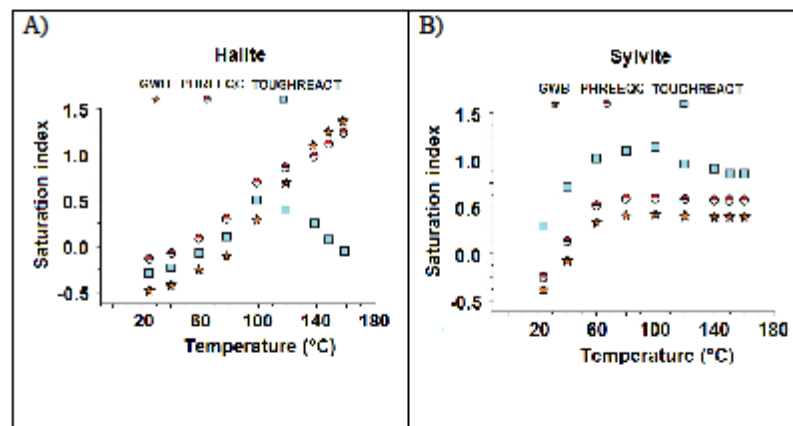 A)
Halite
PHREEQC TOUGHREACT
1.5
1.0
0.5
0.0
-0.5
Saturation index
20 60 100 140 180
Temperature (°C)
B)
Sylvite
GWB PHREEQC TOUGHREACT
1.5
1.0
0.5
0.0
-0.5
Saturation index
20 60 100 140 180
Temperature (°C)